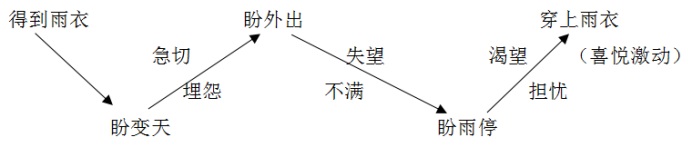 得到雨衣 盼外出 穿上雨衣
急切 失望 渴望 （喜悦激动）
埋怨 不满 担忧
盼变天 盼雨停